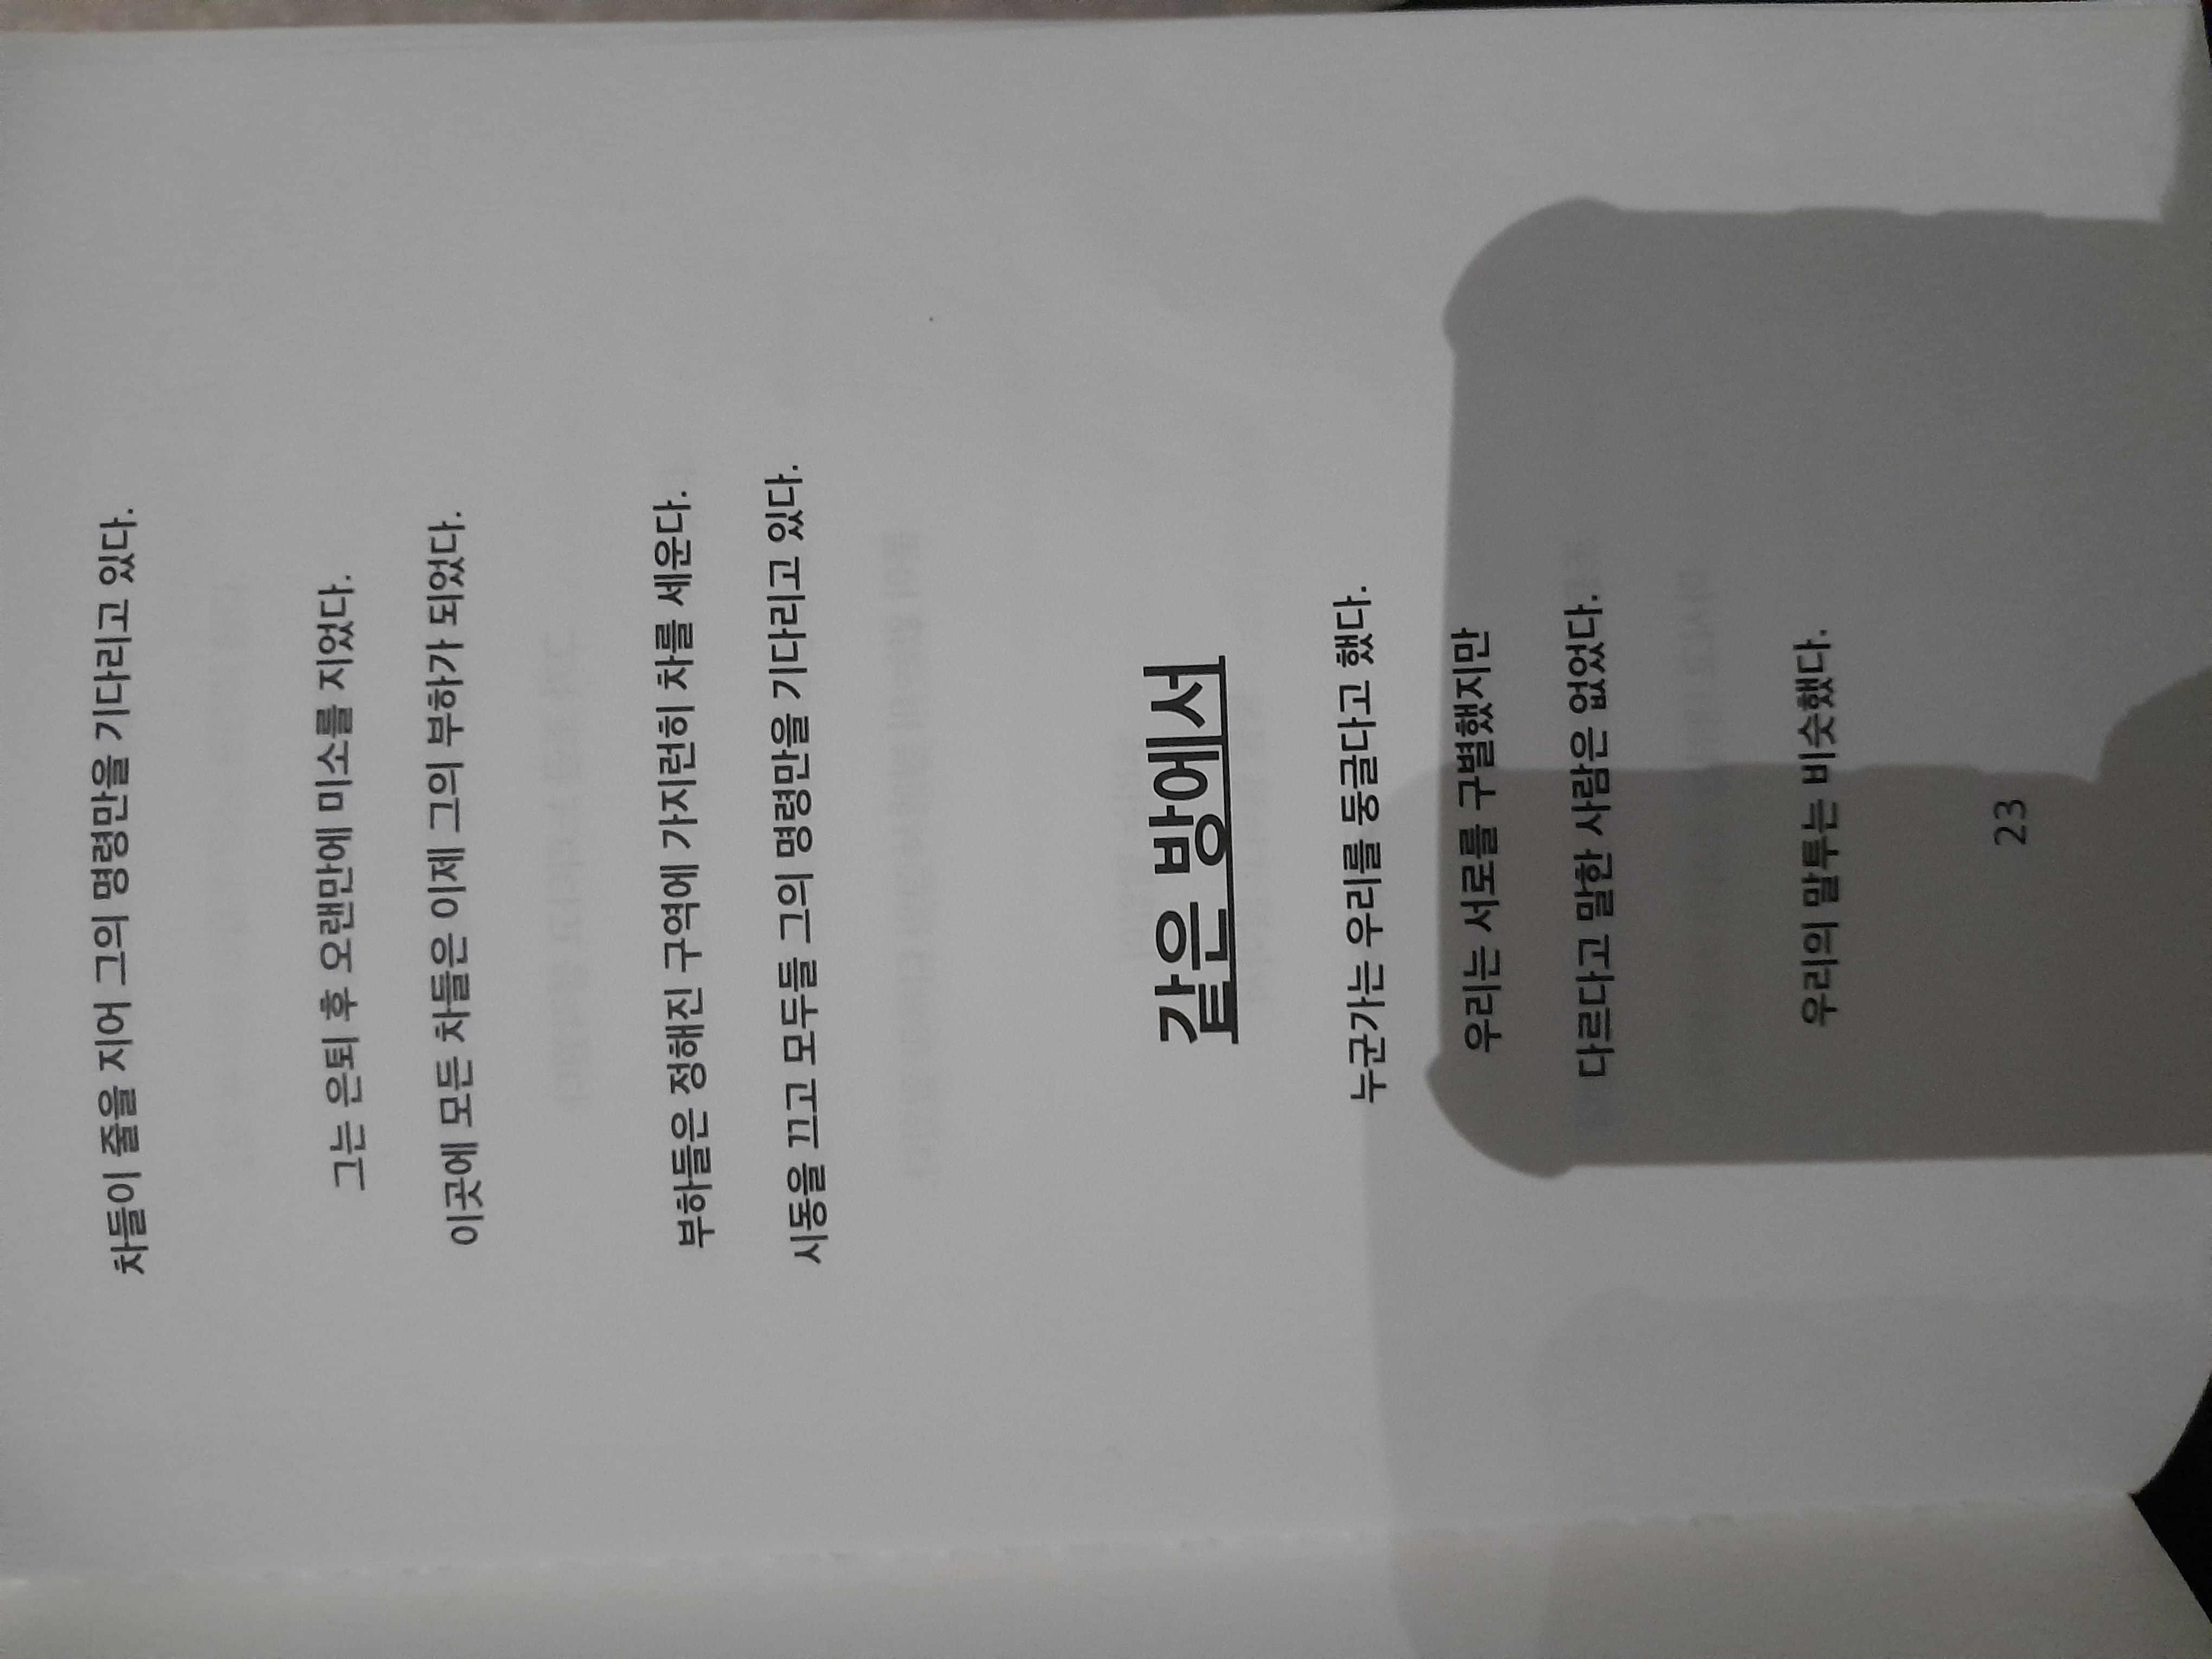 차들이 줄을 지어 그의 명령만을 기다리고 있다.
그는 은퇴 후 오랜만에 미소를 지었다.
이곳에 모든 차들은 이제 그의 부하가 되었다.
부하들은 정해진 구역에 가지런히 차를 세운다.
시동을 끄고 모두들 그의 명령만을 기다리고 있다.
같은 방에서
누군가는 우리를 둥글다고 했다.
우리는 서로를 구별했지만
다르다고 말한 사람은 없었다.
우리의 말투는 비슷했다.
23